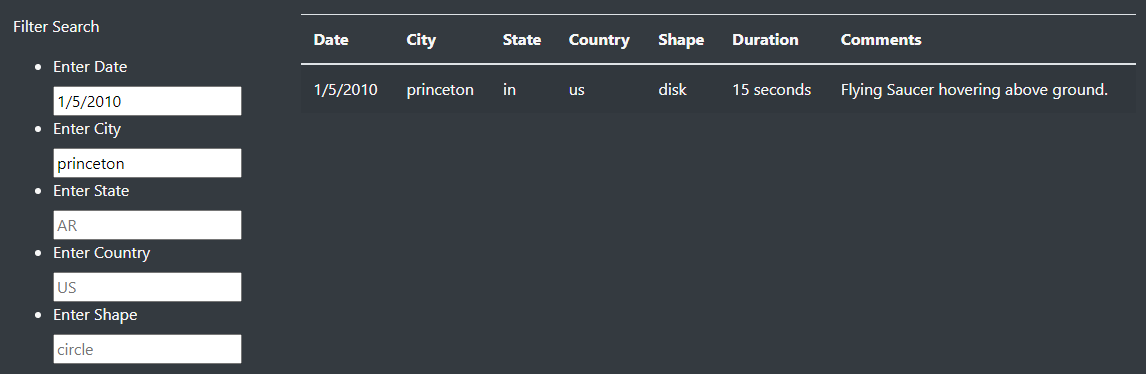 Filter Search
Enter Date
1/5/2010
Enter City
princeton
Enter State
AR
Enter Country
US
Enter Shape
circle
Date City State Country Shape Duration Comments
1/5/2010 princeton in us disk 15 seconds Flying Saucer hovering above ground.